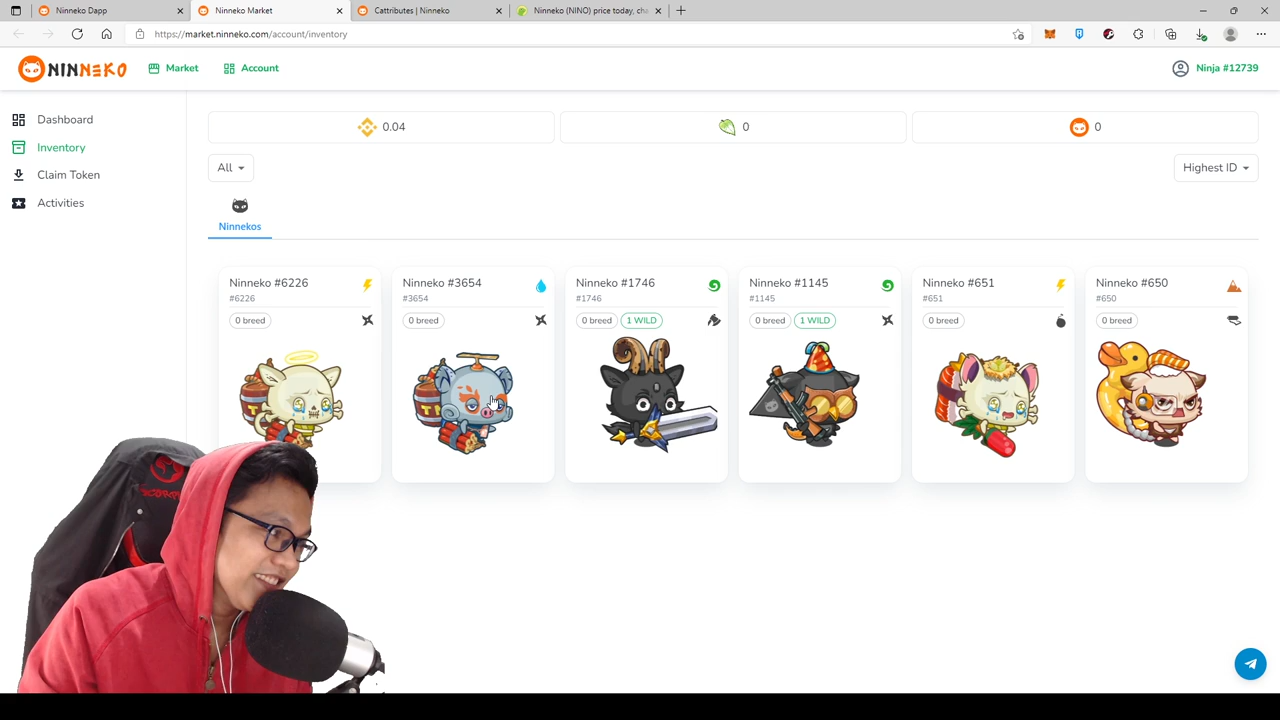 Ninneko Dapp
Ninneko Market
Cattributes | Ninneko
Ninneko (NINO) price today, cha
https://market.ninneko.com/account/inventory
NINNEKO
Market
Account
Ninja #12739
Dashboard
Inventory
Claim Token
Activities
0.04
0
0
All
Highest ID
Ninnekos
Ninneko #6226
#6226
0 breed
Ninneko #3654
#3654
0 breed
Ninneko #1746
#1746
0 breed
1 WILD
Ninneko #1145
#1145
0 breed
1 WILD
Ninneko #651
#651
0 breed
Ninneko #650
#650
0 breed